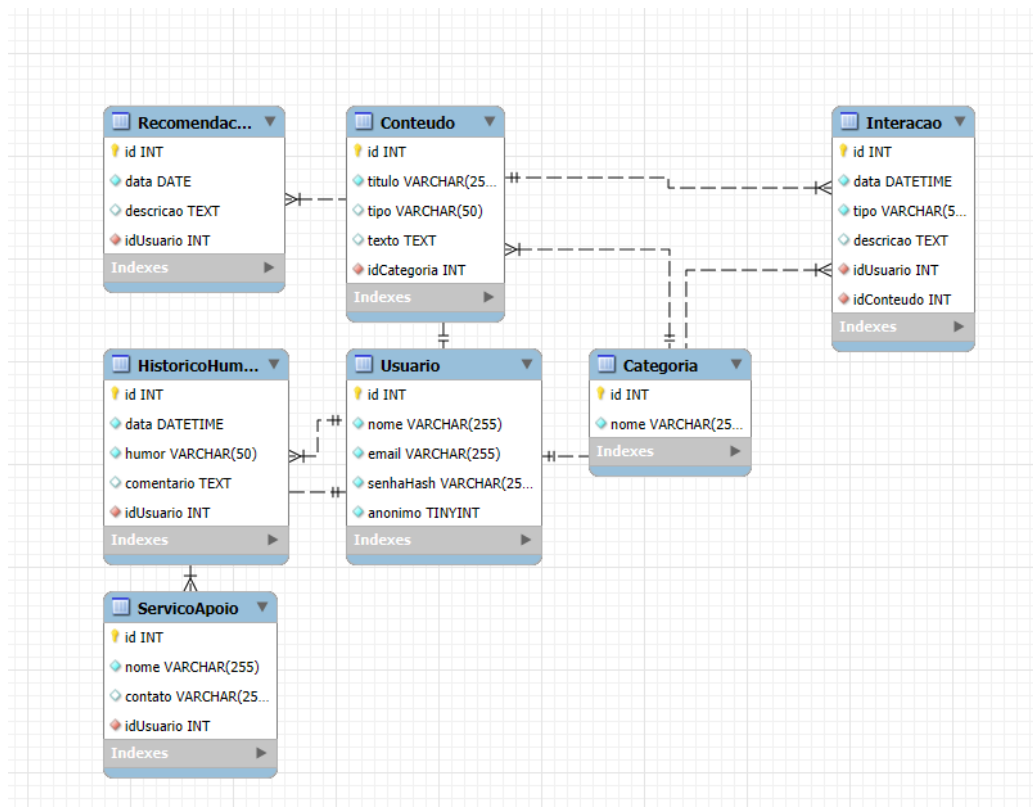 Recomendac...
id INT
data DATE
descricao TEXT
idUsuario INT
Indexes
Conteudo
id INT
titulo VARCHAR(25...
tipo VARCHAR(50)
texto TEXT
idCategoria INT
Indexes
Interacao
id INT
data DATETIME
tipo VARCHAR(5...
descricao TEXT
idUsuario INT
idConteudo INT
Indexes
HistoricoHum...
id INT
data DATETIME
humor VARCHAR(50)
comentario TEXT
idUsuario INT
Indexes
Usuario
id INT
nome VARCHAR(255)
email VARCHAR(255)
senhaHash VARCHAR(25...
anonimo TINYINT
Indexes
Categoria
id INT
nome VARCHAR(25...
Indexes
ServicoApoio
id INT
nome VARCHAR(255)
contato VARCHAR(25...
idUsuario INT
Indexes